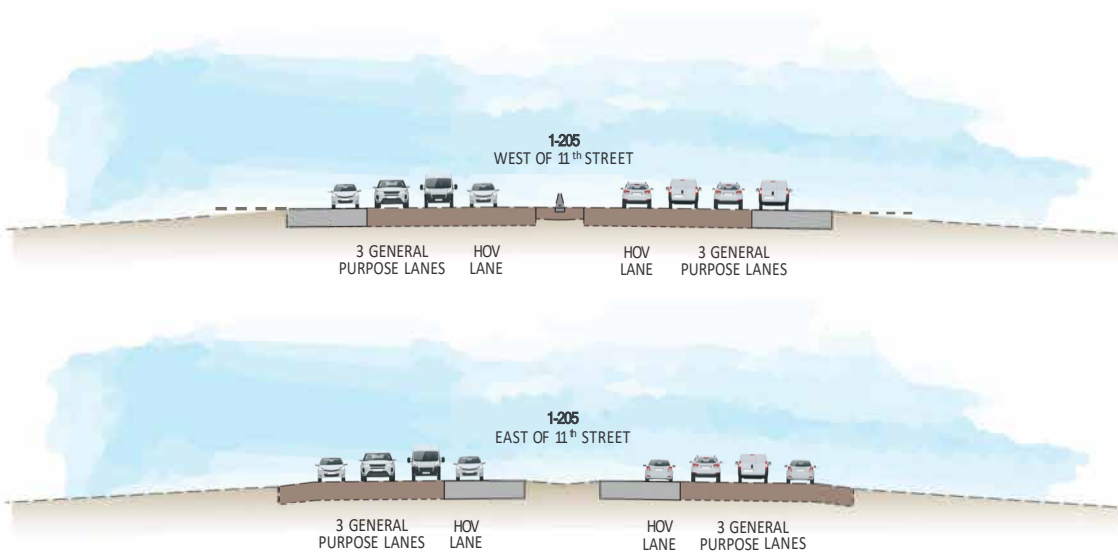 1-205
WEST OF 11th STREET
3 GENERAL
PURPOSE LANES
HOV
LANE
HOV
LANE
3 GENERAL
PURPOSE LANES
1-205
EAST OF 11th STREET
3 GENERAL
PURPOSE LANES
HOV
LANE
HOV
LANE
3 GENERAL
PURPOSE LANES